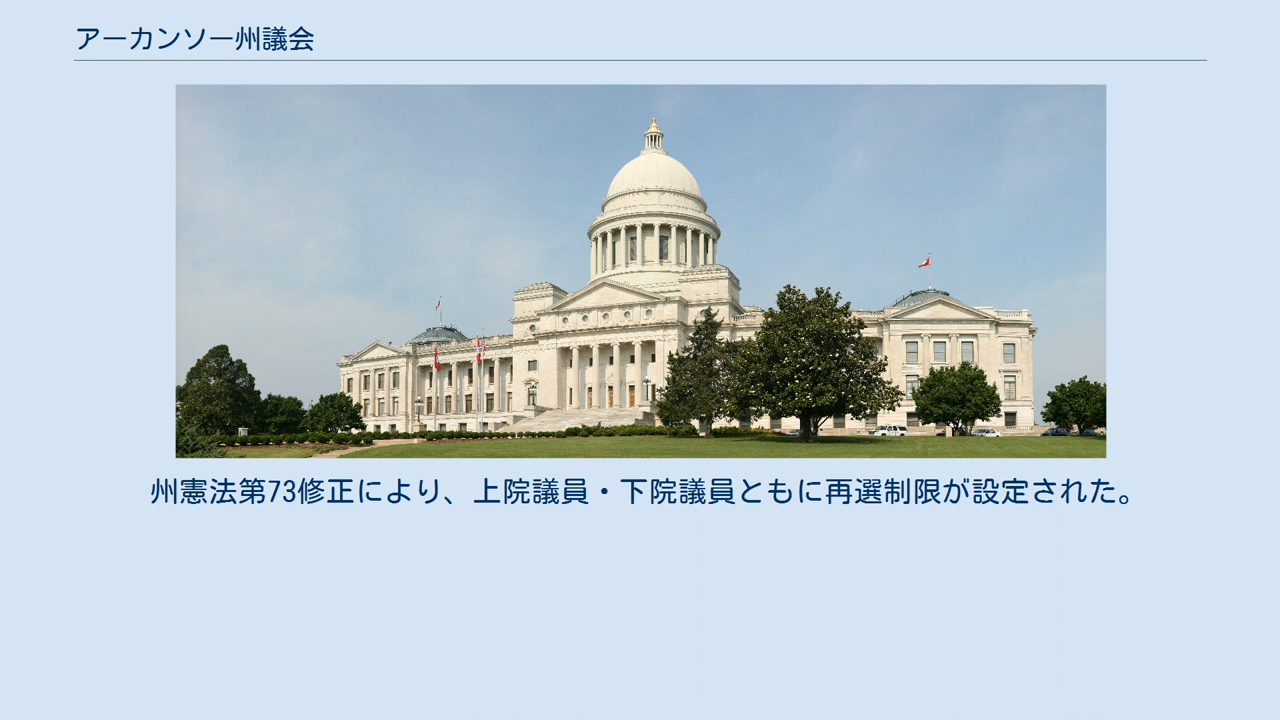 アーカンソー州議会
州憲法第73修正により、上院議員・下院議員ともに再選制限が設定された。